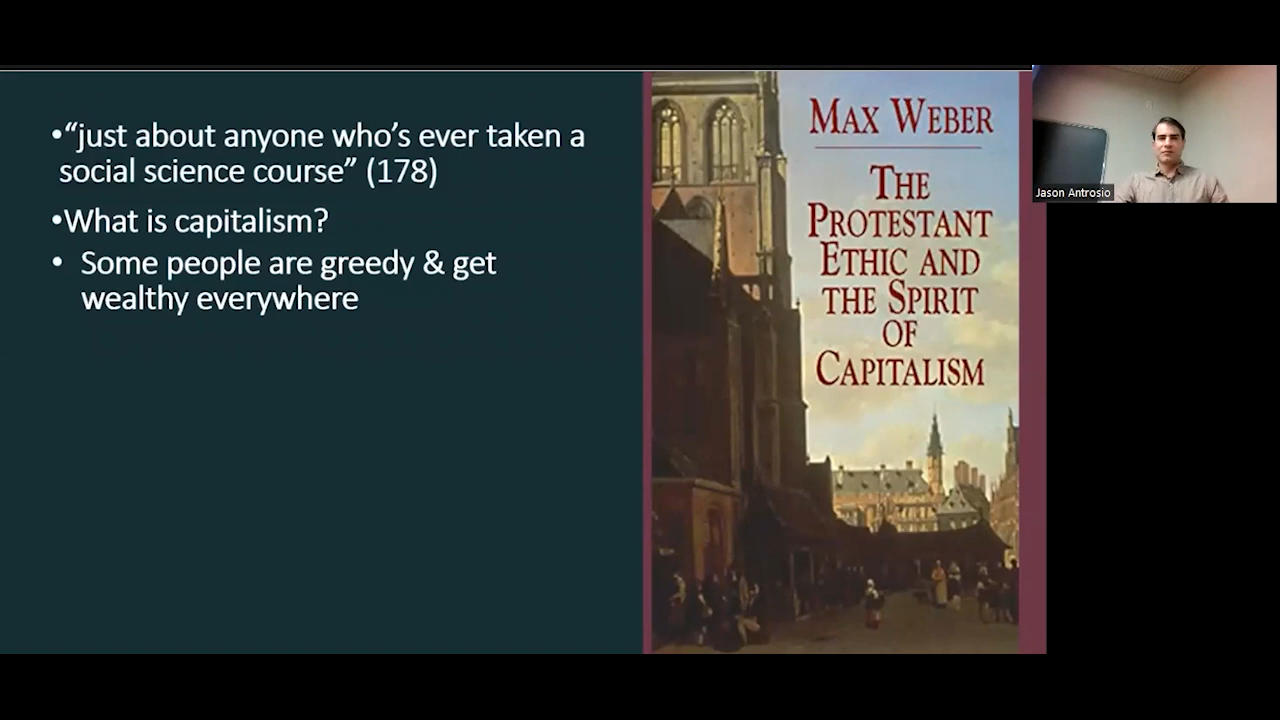 •“just about anyone who’s ever taken a
social science course” (178)
•What is capitalism?
• Some people are greedy & get
wealthy everywhere
MAX WEBER
THE
PROTESTANT
ETHIC AND
THE SPIRIT
OF
CAPITALISM
Jason Antrosio